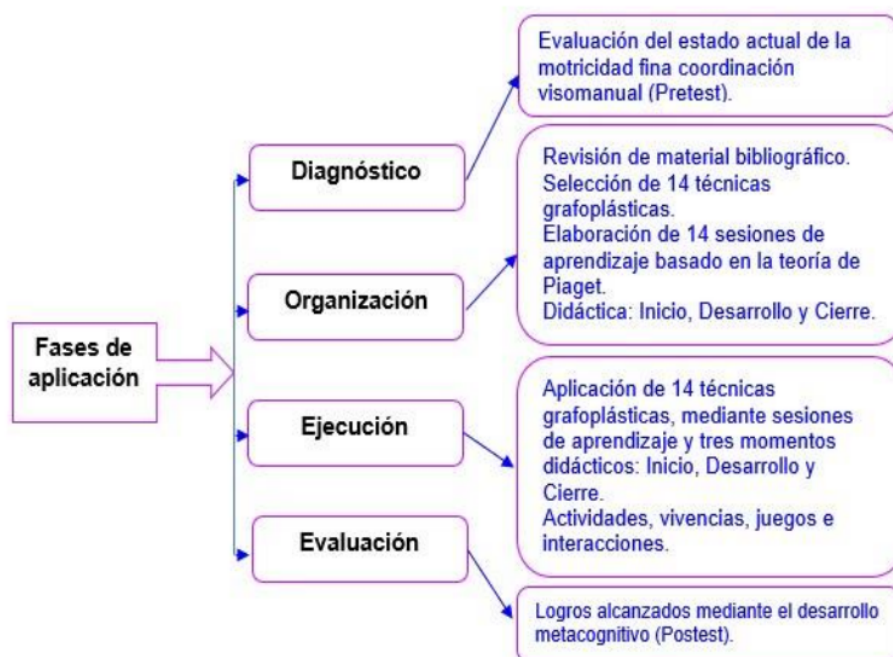 Fases de
aplicación
Diagnóstico
Evaluación del estado actual de la
motricidad fina coordinación
visomanual (Pretest).
Organización
Revisión de material bibliográfico.
Selección de 14 técnicas
grafoplásticas.
Elaboración de 14 sesiones de
aprendizaje basado en la teoría de
Piaget.
Didáctica: Inicio, Desarrollo y Cierre.
Ejecución
Aplicación de 14 técnicas
grafoplásticas, mediante sesiones
de aprendizaje y tres momentos
didácticos: Inicio, Desarrollo y
Cierre.
Actividades, vivencias, juegos e
interacciones.
Evaluación
Logros alcanzados mediante el desarrollo
metacognitivo (Postest).